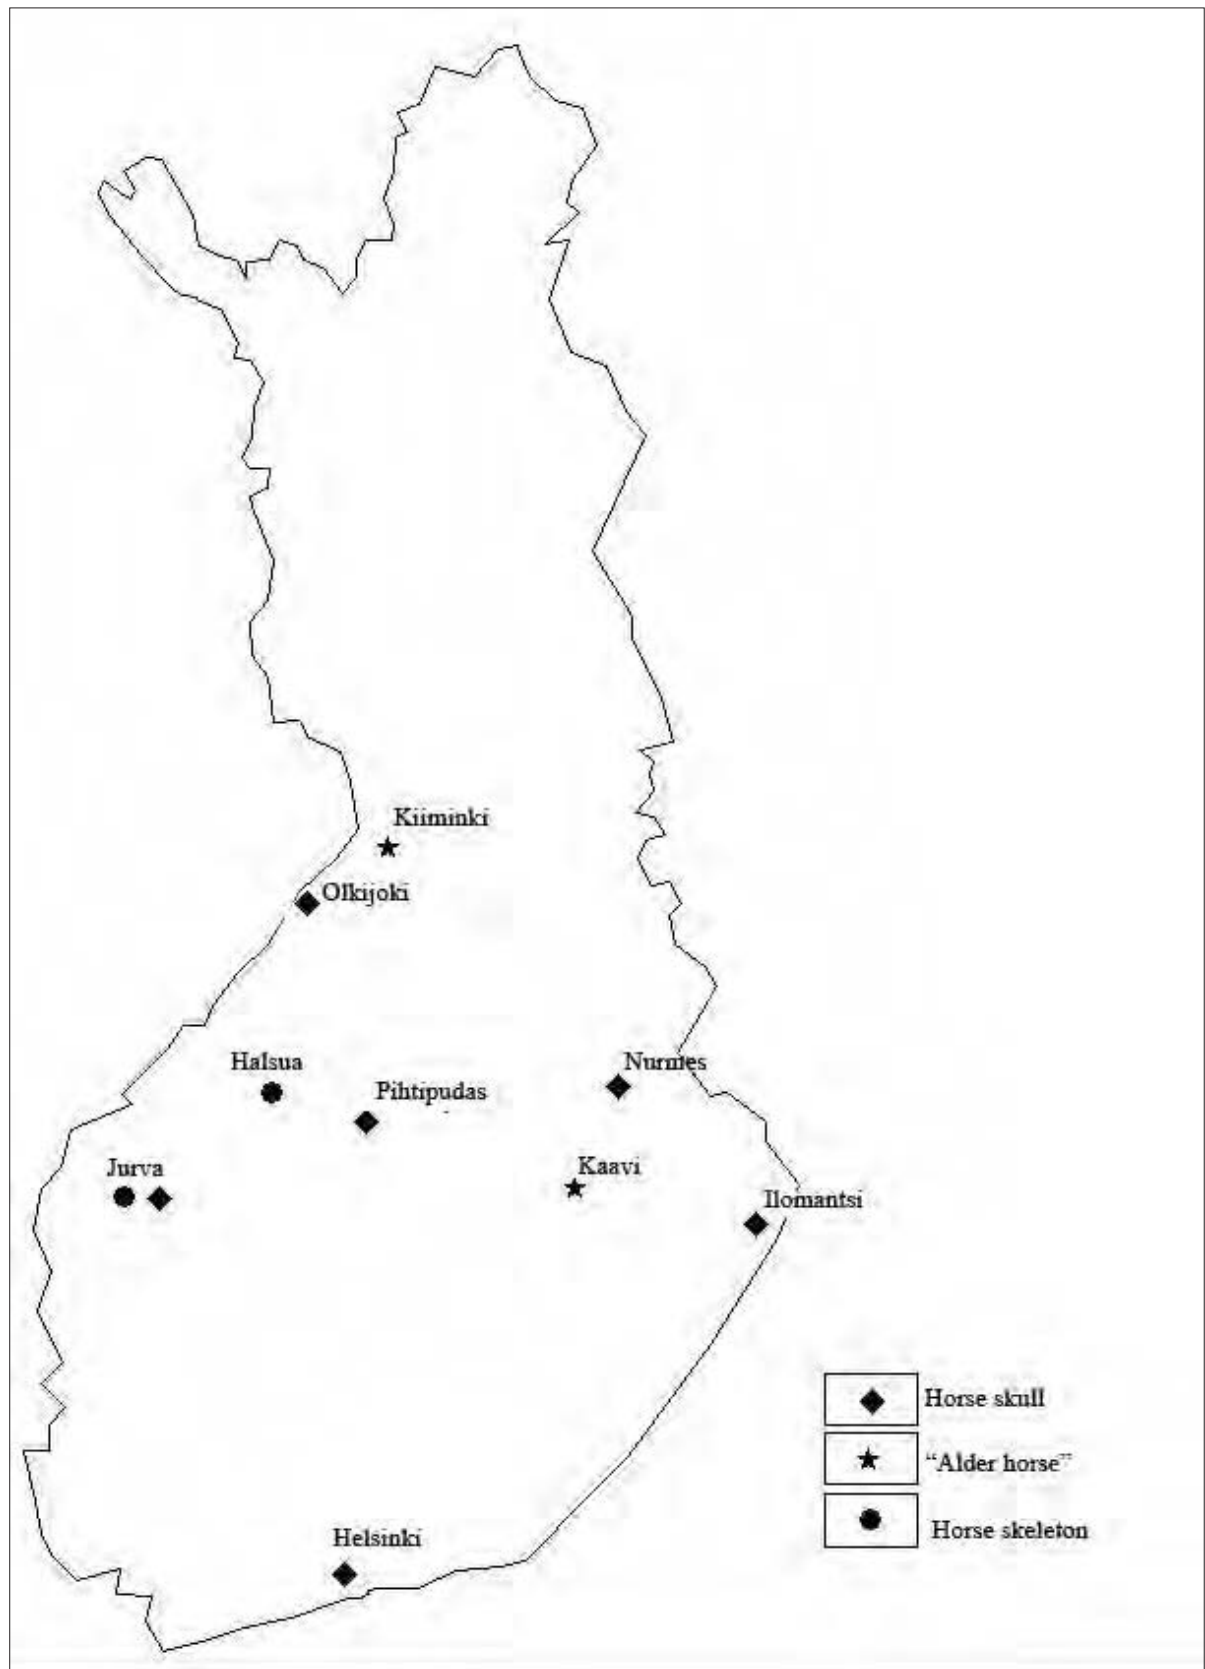 Kiiminki
Olkijoki
Halsua
Nurmes
Pihtipudas
Jurva
Kaavi
Ilomantsi
Horse skull
“Alder horse”
Horse skeleton
Helsinki